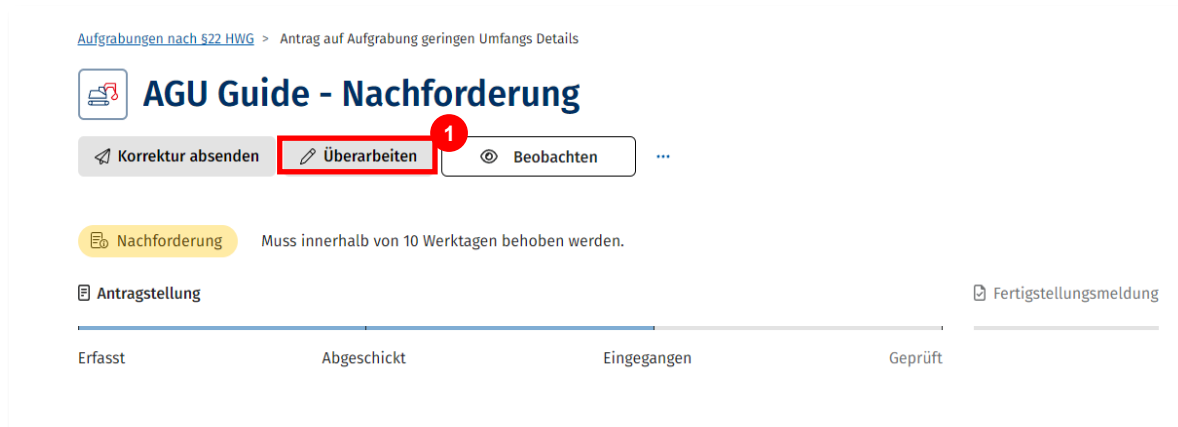 Aufgrabungen nach §22 HWG > Antrag auf Aufgrabung geringen Umfangs Details
AGU Guide - Nachforderung
1
Korrektur absenden Überarbeiten Beobachten ...
Nachforderung Muss innerhalb von 10 Werktagen behoben werden.
Antragstellung Fertigstellungsmeldung
Erfasst Abgeschickt Eingegangen Geprüft